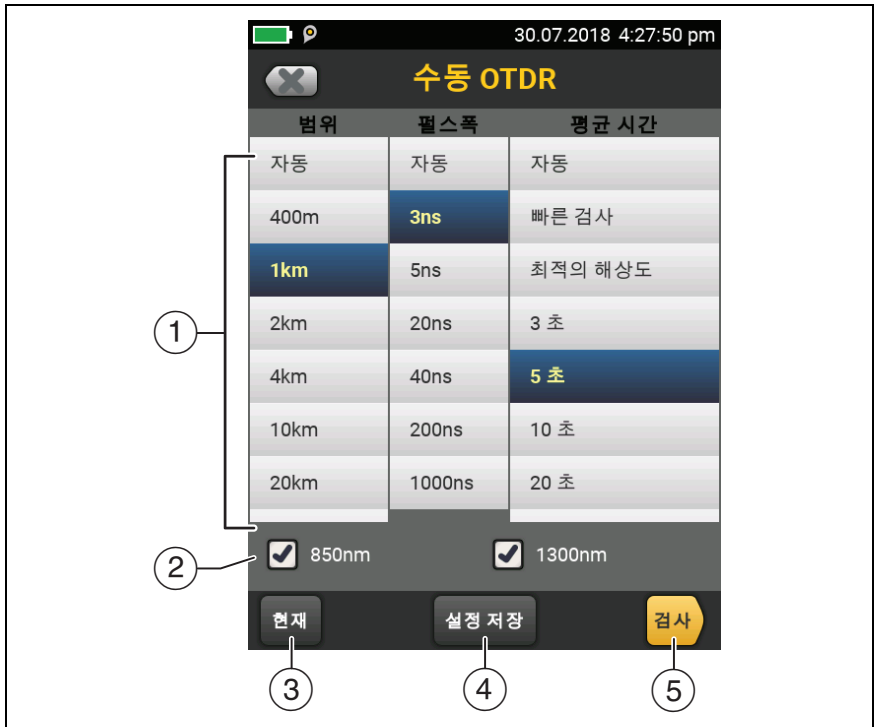 30.07.2018 4:27:50 pm
수동 OTDR
범위 펄스폭 평균 시간
자동 자동 자동
400m 3ns 빠른 검사
1km 5ns 최적의 해상도
2km 20ns 3 초
4km 40ns 5 초
10km 200ns 10 초
20km 1000ns 20 초
850nm 1300nm
현재 설정 저장 검사
1
2
3 4 5